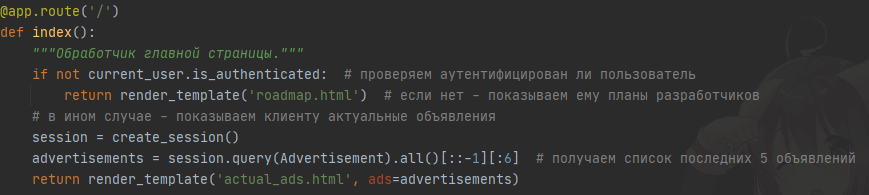 @app.route('/')
def index():
    """Обработчик главной страницы."""
    if not current_user.is_authenticated:  # проверяем аутентифицирован ли пользователь
        return render_template('roadmap.html')  # если нет - показываем ему планы разработчиков
    # в ином случае - показываем клиенту актуальные объявления
    session = create_session()
    advertisements = session.query(Advertisement).all()[::-1][:6]  # получаем список последних 5 объявлений
    return render_template('actual_ads.html', ads=advertisements)